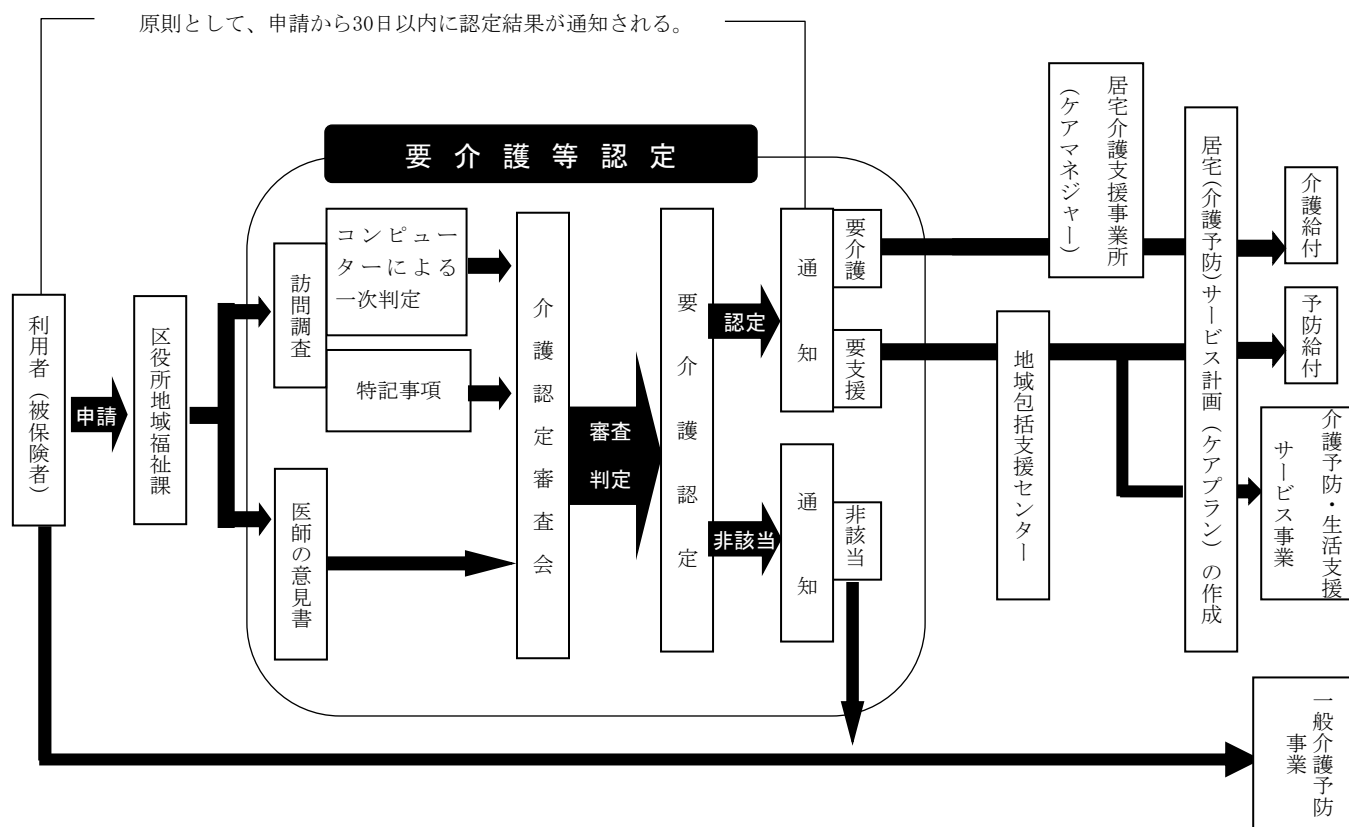 原則として、申請から30日以内に認定結果が通知される。
要介護等認定
利用者（被保険者）
申請
区役所地域福祉課
訪問調査
コンピュー
ターによる
一次判定
特記事項
医師の意見書
介護認定審査会
審査
判定
要介護認定
認定
非該当
通知
要介護
要支援
通知
非該当
居宅介護支援事業所
（ケアマネジャー）
地域包括支援センター
居宅（介護予防）サービス計画（ケアプラン）の作成
介護給付
予防給付
介護予防・生活支援
サービス事業
一般介護予防
事業